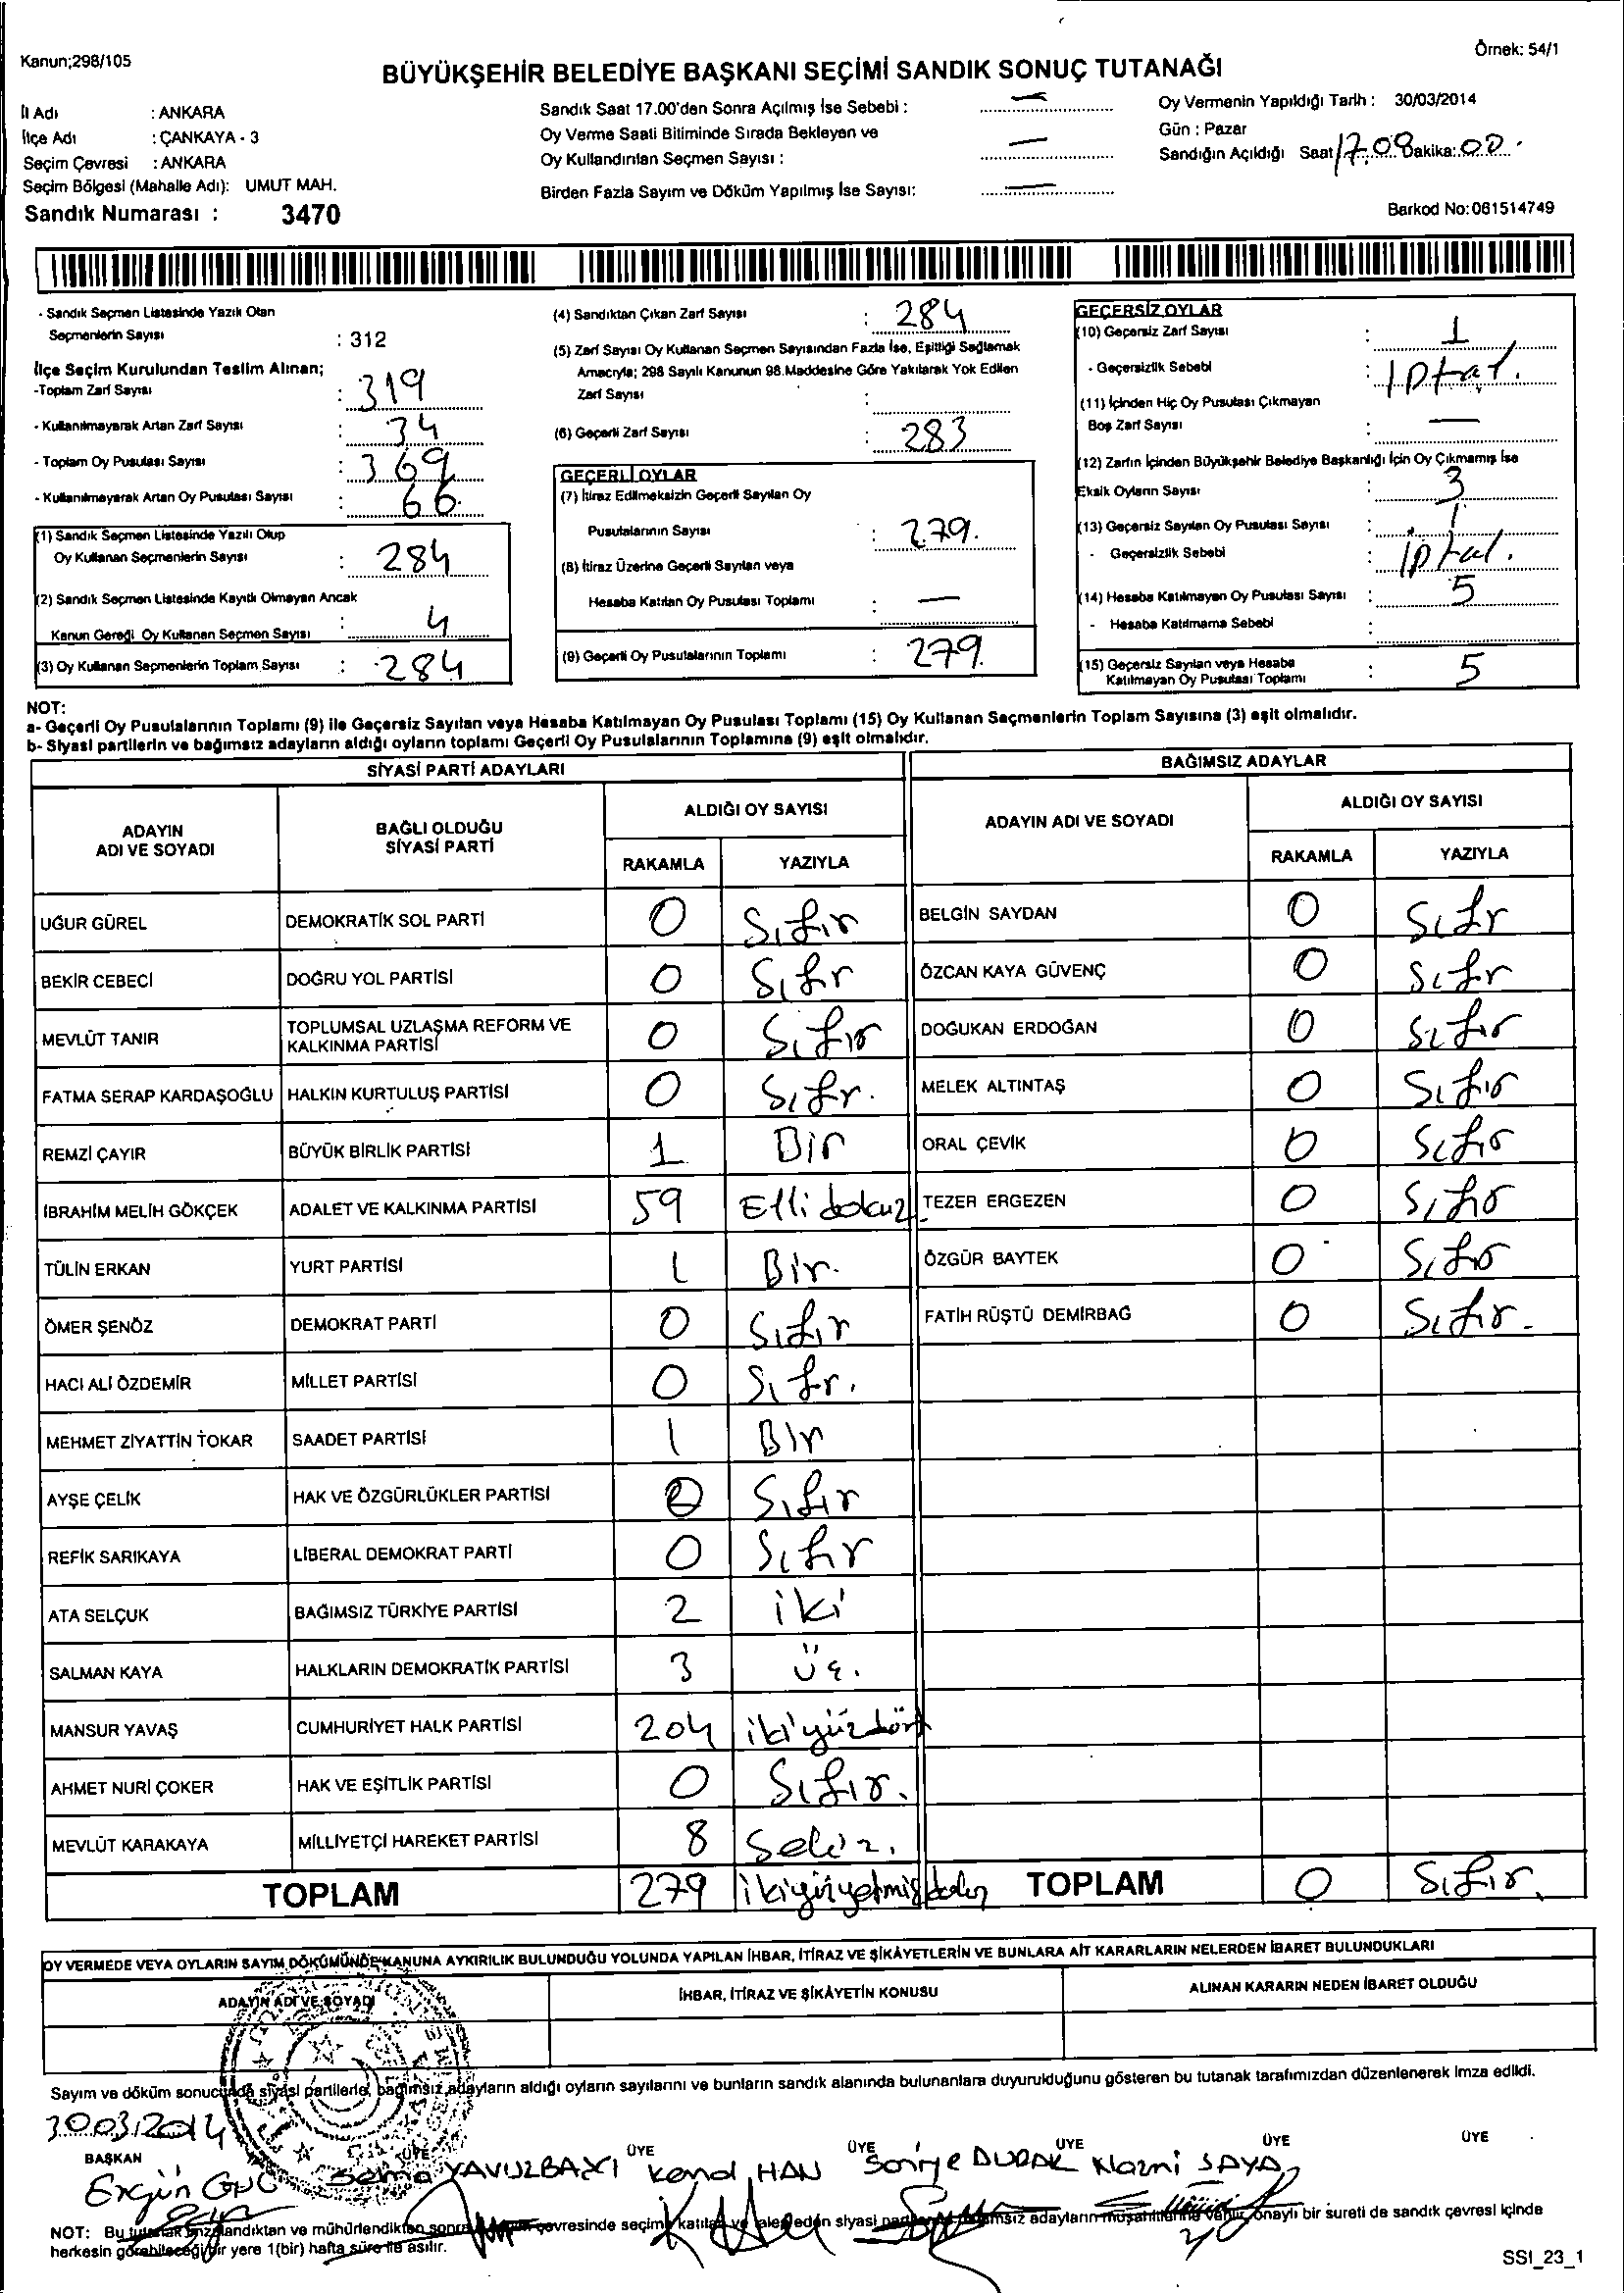 Kanun;298/105
Örnek: 54/1
BÜYÜKŞEHİR BELEDİYE BAŞKANI SEÇİMİ SANDIK SONUÇ TUTANAĞI
İl Adı : ANKARA
İlçe Adı : ÇANKAYA - 3
Seçim Çevresi : ANKARA
Seçim Bölgesi (Mahalle Adı): UMUT MAH.
Sandık Numarası : 3470
Sandık Saat 17.00'den Sonra Açılmış İse Sebebi : —
Oy Verme Saati Bitiminde Sırada Bekleyen ve
Oy Kullandırılan Seçmen Sayısı : —
Birden Fazla Sayım ve Döküm Yapılmış İse Sayısı: —
Oy Vermenin Yapıldığı Tarih : 30/03/2014
Gün : Pazar
Sandığın Açıldığı Saat 17.08 Dakika: 00
Barkod No:061514749
- Sandık Seçmen Listesinde Yazılı Olan
Seçmenlerin Sayısı : 312
İlçe Seçim Kurulundan Teslim Alınan;
-Toplam Zarf Sayısı : 319
- Kullanılmayarak Artan Zarf Sayısı : 34
- Toplam Oy Pusulası Sayısı : 369
- Kullanılmayarak Artan Oy Pusulası Sayısı : 66
(1) Sandık Seçmen Listesinde Yazılı Olup
Oy Kullanan Seçmenlerin Sayısı : 284
(2) Sandık Seçmen Listesinde Kayıtlı Olmayan Ancak
Kanun Gereği Oy Kullanan Seçmen Sayısı : 4
(3) Oy Kullanan Seçmenlerin Toplam Sayısı : 284
(4) Sandıktan Çıkan Zarf Sayısı : 284
(5) Zarf Sayısı Oy Kullanan Seçmen Sayısından Fazla İse, Eşitliği Sağlamak
Amacıyla; 298 Sayılı Kanunun 98.Maddesine Göre Yakılarak Yok Edilen
Zarf Sayısı :
(6) Geçerli Zarf Sayısı : 283
GEÇERLİ OYLAR
(7) İtiraz Edilmeksizin Geçerli Sayılan Oy
Pusulalarının Sayısı : 279.
(8) İtiraz Üzerine Geçerli Sayılan veya
Hesaba Katılan Oy Pusulası Toplamı : —
(9) Geçerli Oy Pusulalarının Toplamı : 279.
GEÇERSİZ OYLAR
(10) Geçersiz Zarf Sayısı : 1
- Geçersizlik Sebebi : iptal.
(11) İçinden Hiç Oy Pusulası Çıkmayan
Boş Zarf Sayısı : —
(12) Zarfın İçinden Büyükşehir Belediye Başkanlığı İçin Oy Çıkmamış İse
Eksik Oyların Sayısı : 3
(13) Geçersiz Sayılan Oy Pusulası Sayısı : 1
- Geçersizlik Sebebi : iptal.
(14) Hesaba Katılmayan Oy Pusulası Sayısı : 5
- Hesaba Katılmama Sebebi :
(15) Geçersiz Sayılan veya Hesaba
Katılmayan Oy Pusulası Toplamı : 5
NOT:
a- Geçerli Oy Pusulalarının Toplamı (9) ile Geçersiz Sayılan veya Hesaba Katılmayan Oy Pusulası Toplamı (15) Oy Kullanan Seçmenlerin Toplam Sayısına (3) eşit olmalıdır.
b- Siyasi partilerin ve bağımsız adayların aldığı oyların toplamı Geçerli Oy Pusulalarının Toplamına (9) eşit olmalıdır.
SİYASİ PARTİ ADAYLARI
ADAYIN ADI VE SOYADI
BAĞLI OLDUĞU SİYASİ PARTİ
ALDIĞI OY SAYISI
RAKAMLA YAZIYLA
UĞUR GÜREL DEMOKRATİK SOL PARTİ 0 Sıfır
BEKİR CEBECİ DOĞRU YOL PARTİSİ 0 Sıfır
MEVLÜT TANIR TOPLUMSAL UZLAŞMA REFORM VE KALKINMA PARTİSİ 0 Sıfır
FATMA SERAP KARDAŞOĞLU HALKIN KURTULUŞ PARTİSİ 0 Sıfır.
REMZİ ÇAYIR BÜYÜK BİRLİK PARTİSİ 1 Bir
İBRAHİM MELİH GÖKÇEK ADALET VE KALKINMA PARTİSİ 59 Elli dokuz
TÜLİN ERKAN YURT PARTİSİ 1 Bir.
ÖMER ŞENÖZ DEMOKRAT PARTİ 0 Sıfır
HACI ALİ ÖZDEMİR MİLLET PARTİSİ 0 Sıfır.
MEHMET ZİYATTİN TOKAR SAADET PARTİSİ 1 Bir
AYŞE ÇELİK HAK VE ÖZGÜRLÜKLER PARTİSİ 0 Sıfır
REFİK SARIKAYA LİBERAL DEMOKRAT PARTİ 0 Sıfır
ATA SELÇUK BAĞIMSIZ TÜRKİYE PARTİSİ 2 iki
SALMAN KAYA HALKLARIN DEMOKRATİK PARTİSİ 3 üç.
MANSUR YAVAŞ CUMHURİYET HALK PARTİSİ 204 ikiyüzdört
AHMET NURİ ÇOKER HAK VE EŞİTLİK PARTİSİ 0 Sıfır.
MEVLÜT KARAKAYA MİLLİYETÇİ HAREKET PARTİSİ 8 Sekiz.
TOPLAM 279 ikiyüzyetmişdokuz
BAĞIMSIZ ADAYLAR
ADAYIN ADI VE SOYADI
ALDIĞI OY SAYISI
RAKAMLA YAZIYLA
BELGİN SAYDAN 0 Sıfır
ÖZCAN KAYA GÜVENÇ 0 Sıfır
DOĞUKAN ERDOĞAN 0 Sıfır
MELEK ALTINTAŞ 0 Sıfır
ORAL ÇEVİK 0 Sıfır
TEZER ERGEZEN 0 Sıfır
ÖZGÜR BAYTEK 0 Sıfır
FATİH RÜŞTÜ DEMİRBAĞ 0 Sıfır.
TOPLAM 0 Sıfır.
OY VERMEDE VEYA OYLARIN SAYIM DÖKÜMÜNDE KANUNA AYKIRILIK BULUNDUĞU YOLUNDA YAPILAN İHBAR, İTİRAZ VE ŞİKÂYETLERİN VE BUNLARA AİT KARARLARIN NELERDEN İBARET BULUNDUKLARI
ADAYIN ADI VE SOYADI
İHBAR, İTİRAZ VE ŞİKÂYETİN KONUSU
ALINAN KARARIN NEDEN İBARET OLDUĞU
Sayım ve döküm sonucunda siyasi partilerle, bağımsız adayların aldığı oyların sayılarını ve bunların sandık alanında bulunanlara duyurulduğunu gösteren bu tutanak tarafımızdan düzenlenerek imza edildi.
30.03.2014
BAŞKAN ÜYE ÜYE ÜYE ÜYE ÜYE ÜYE
Ergün Sema YAVUZBAŞI Kemal HAN Soniye DURAK Nazmi SAYA
NOT: Bu tutanak imzalandıktan ve mühürlendikten sonra çevresinde seçime katılan ve talep eden siyasi bağımsız adayların müşahitlerine verilir, onaylı bir sureti de sandık çevresi içinde
herkesin görebileceği bir yere 1(bir) hafta süre ile asılır.
SSI_23_1